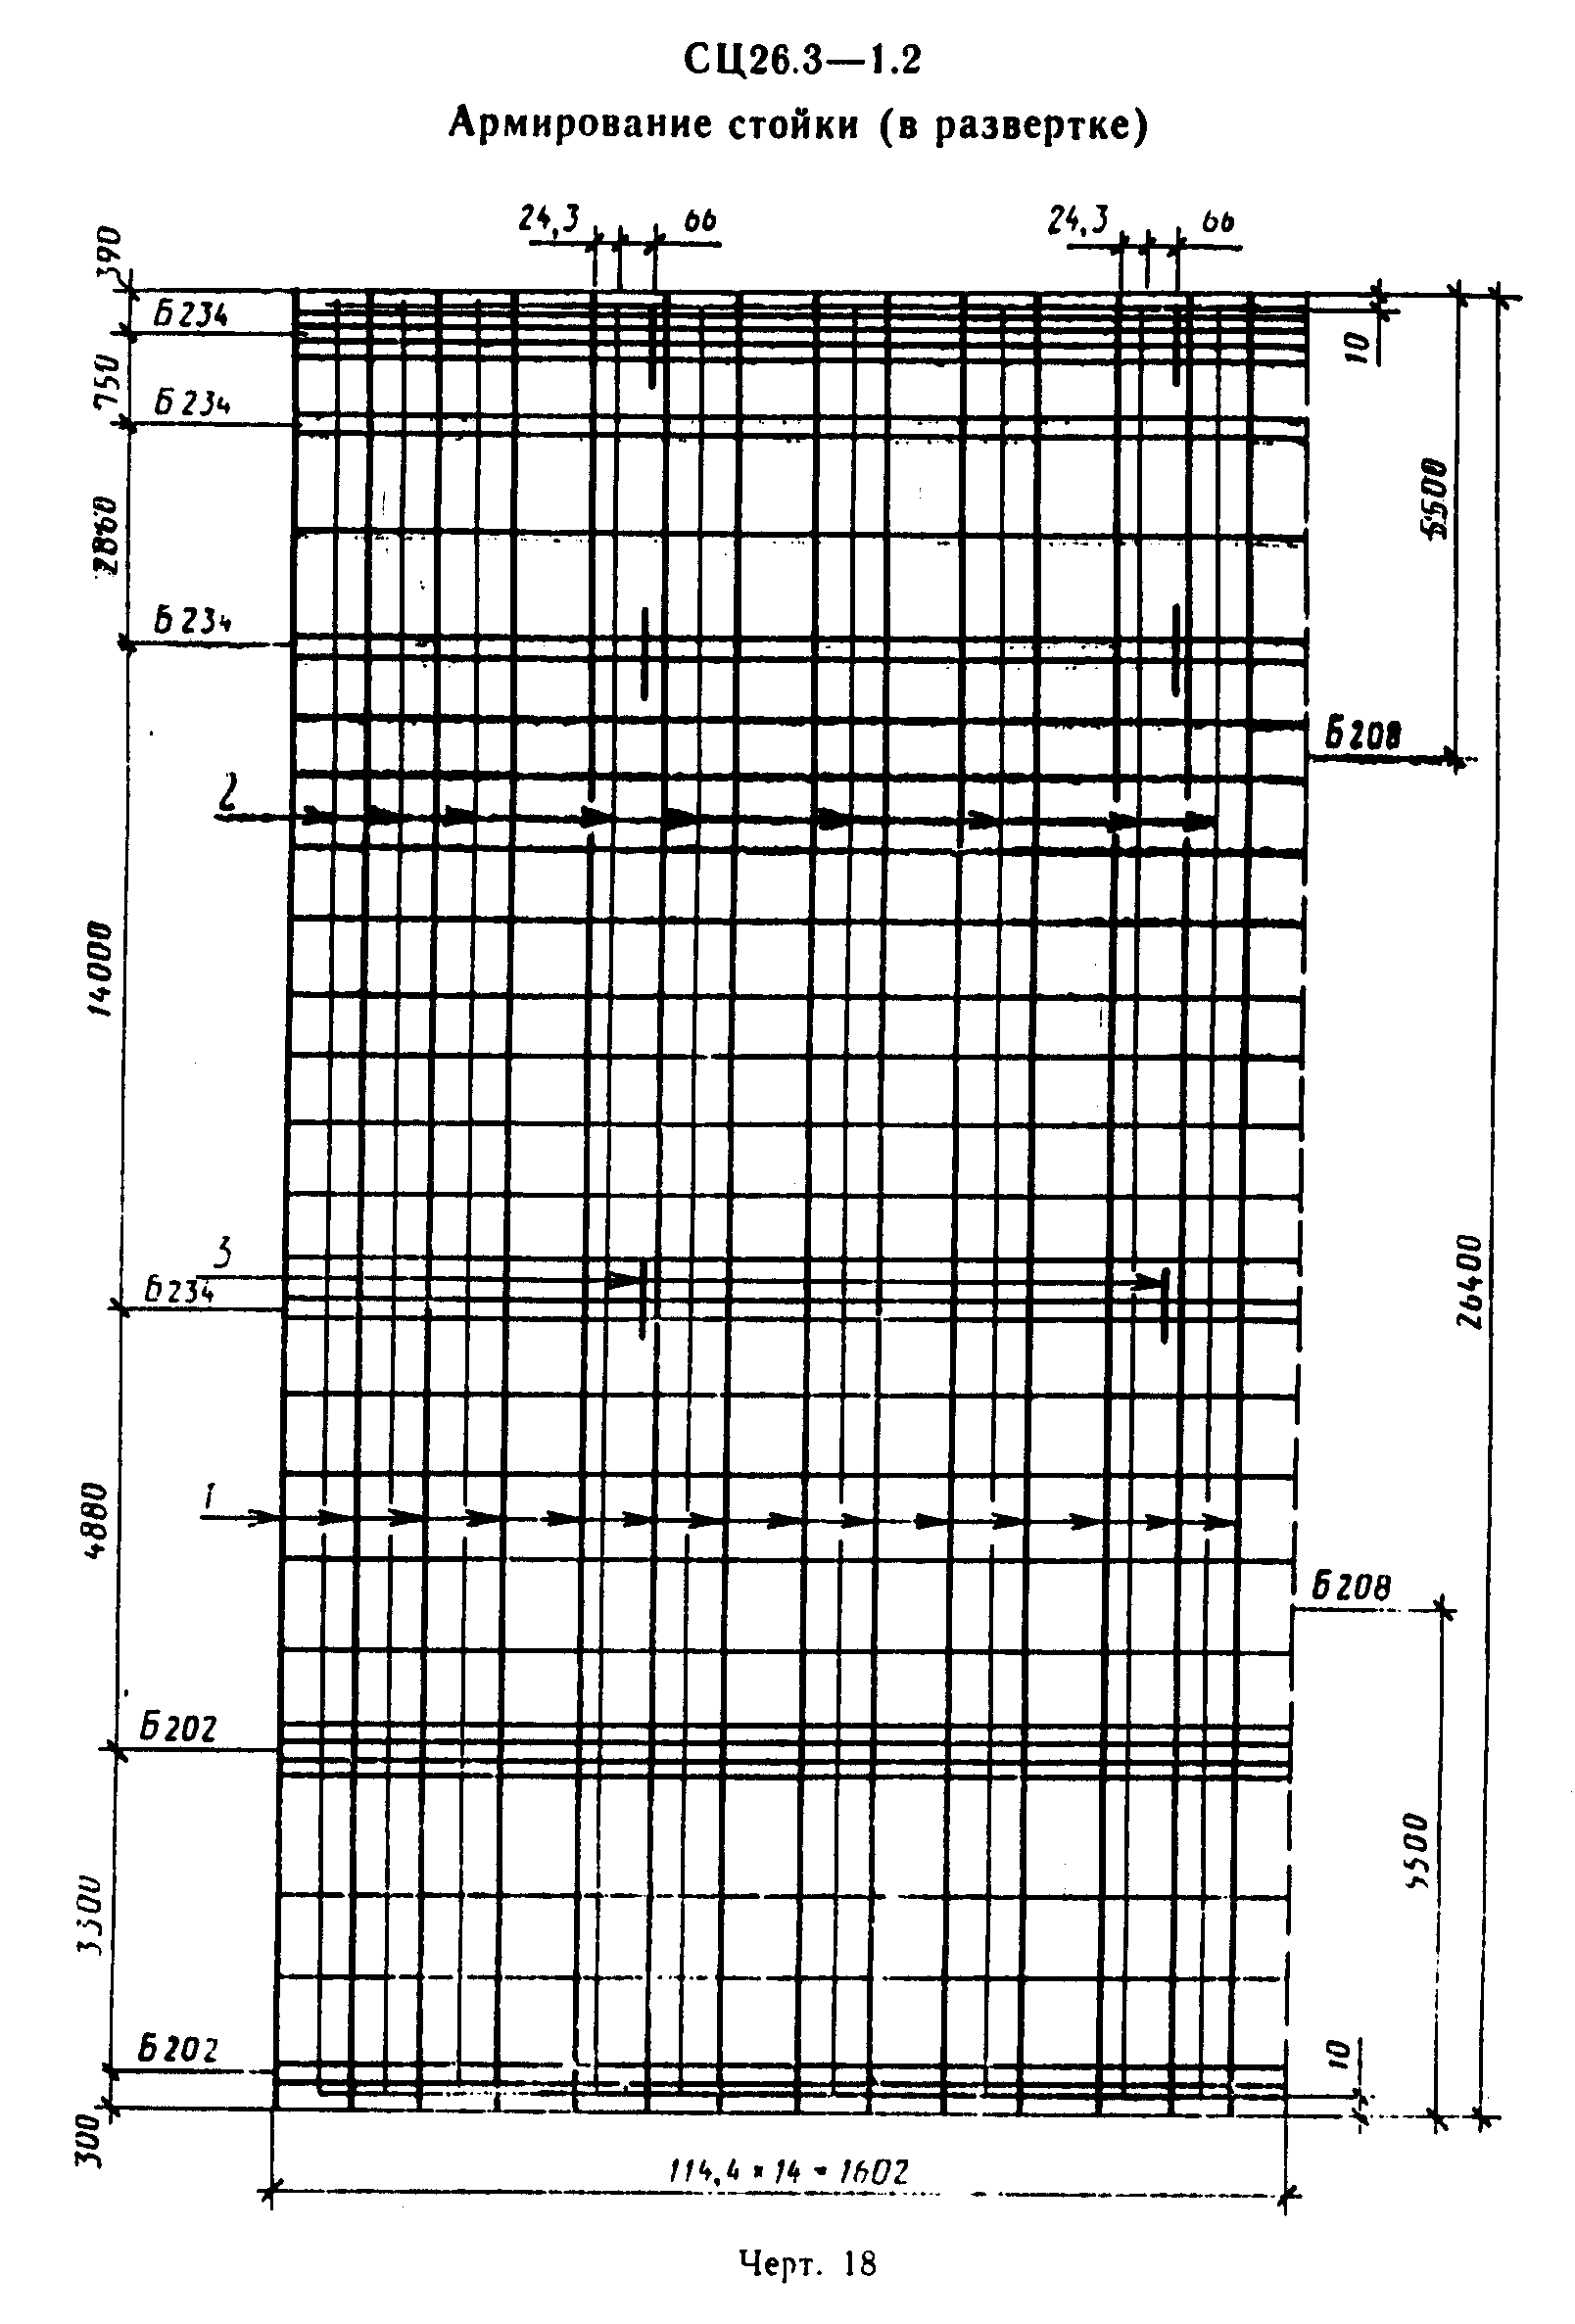 СЦ26.3—1.2
Армирование стойки (в развертке)
24,3 66 24,3 66
390
Б234
10
750
Б234
5500
2860
Б234
Б208
2
14000
3
Б234
26400
1
4880
Б208
Б202
5500
3300
Б202
10
300
114,4 × 14 = 1602
Черт. 18